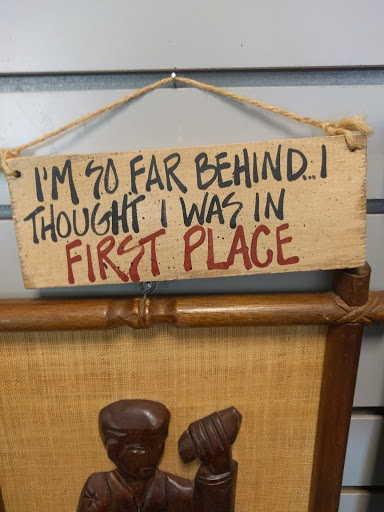 I'M SO FAR BEHIND... I
THOUGHT I WAS IN
FIRST PLACE